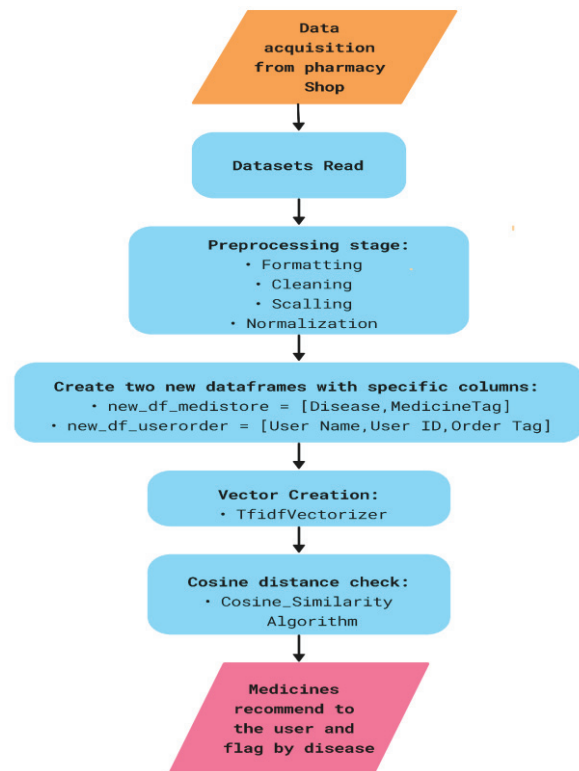 Data
acquisition
from pharmacy
Shop
Datasets Read
Preprocessing stage:
• Formatting
• Cleaning
• Scalling
• Normalization
Create two new dataframes with specific columns:
• new_df_medistore = [Disease,MedicineTag]
• new_df_userorder = [User Name,User ID,Order Tag]
Vector Creation:
• TfidfVectorizer
Cosine distance check:
• Cosine_Similarity
Algorithm
Medicines
recommend to
the user and
flag by disease